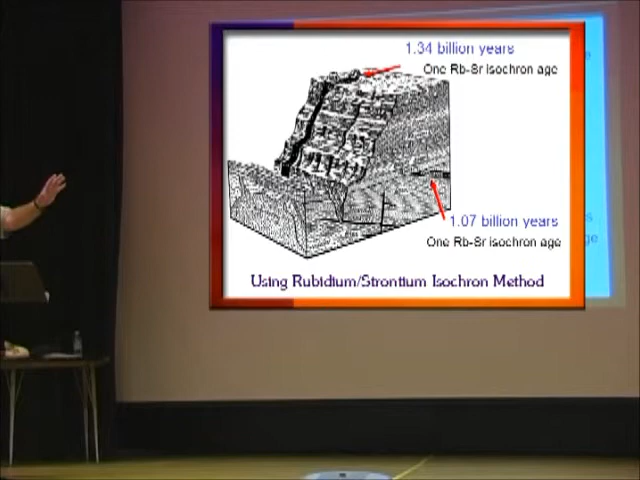 1.34 billion years
One Rb-Sr isochron age
1.07 billion years
One Rb-Sr isochron age
Using Rubidium/Strontium Isochron Method